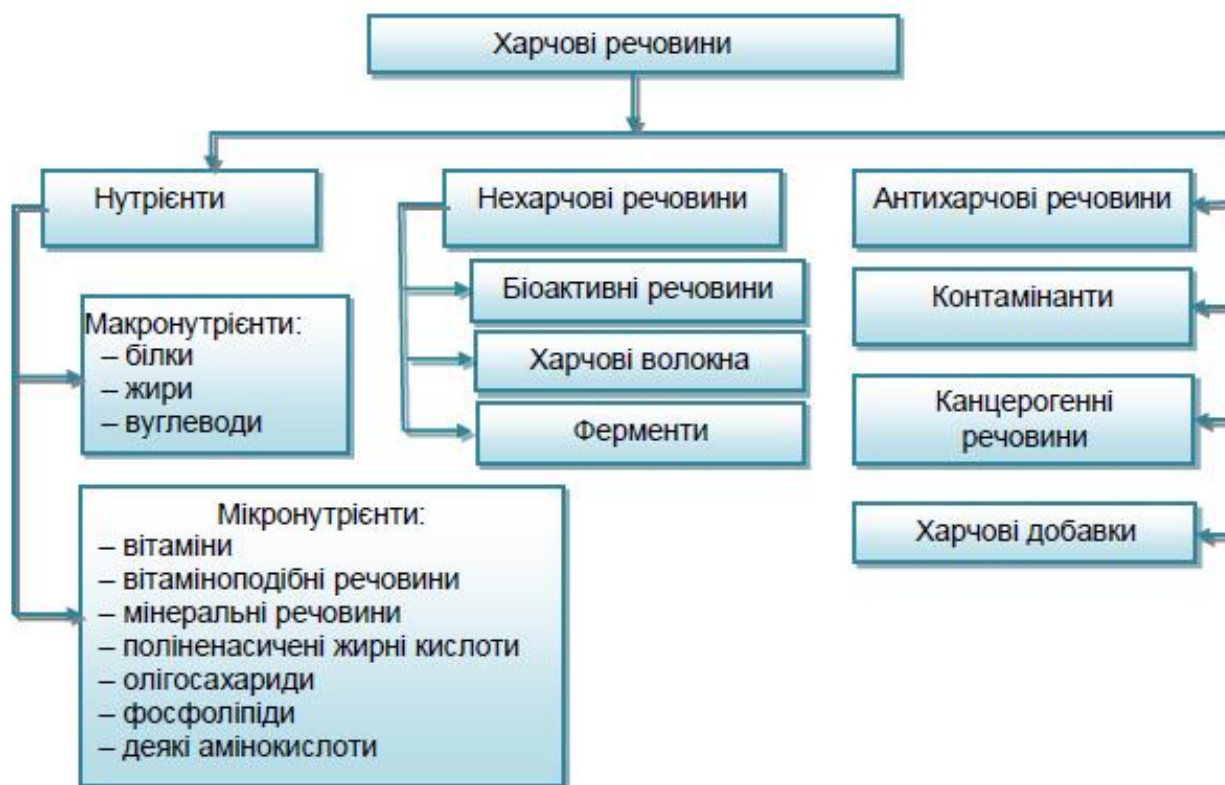 Харчові речовини
Нутрієнти
Нехарчові речовини
Антихарчові речовини
Макронутрієнти:
– білки
– жири
– вуглеводи
Мікронутрієнти:
– вітаміни
– вітаміноподібні речовини
– мінеральні речовини
– поліненасичені жирні кислоти
– олігосахариди
– фосфоліпіди
– деякі амінокислоти
Біоактивні речовини
Харчові волокна
Ферменти
Контамінанти
Канцерогенні
речовини
Харчові добавки